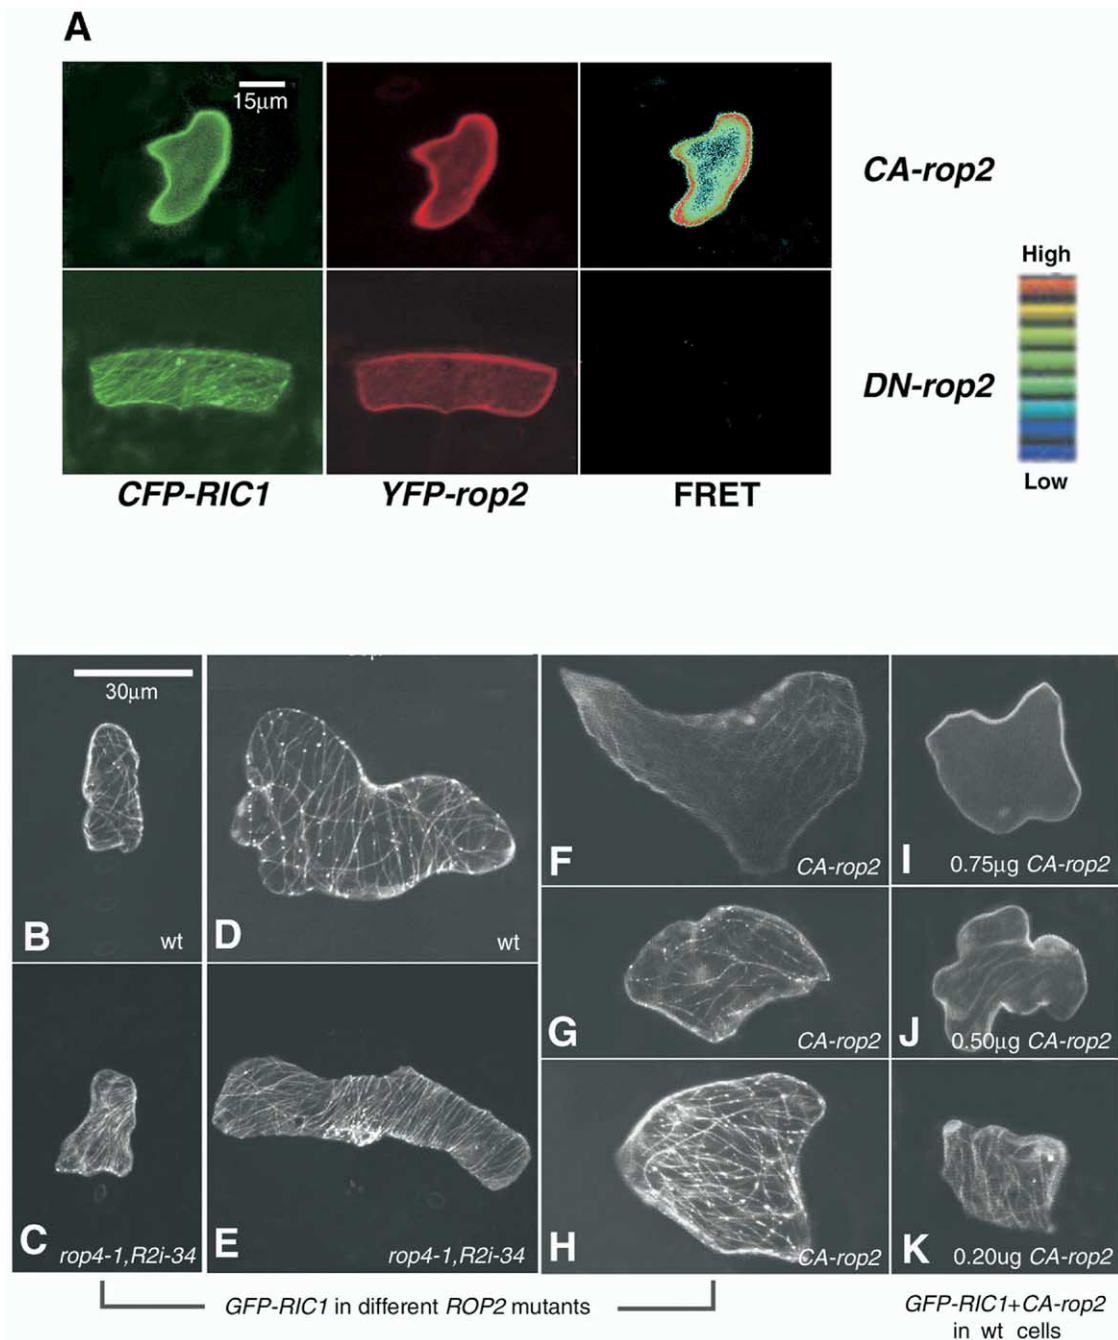 A
15μm
CA-rop2
High
DN-rop2
Low
CFP-RIC1
YFP-rop2
FRET
30μm
B
wt
D
wt
F
CA-rop2
I
0.75μg CA-rop2
G
CA-rop2
J
0.50μg CA-rop2
C
rop4-1,R2i-34
E
rop4-1,R2i-34
H
CA-rop2
K
0.20ug CA-rop2
GFP-RIC1 in different ROP2 mutants
GFP-RIC1+CA-rop2
in wt cells